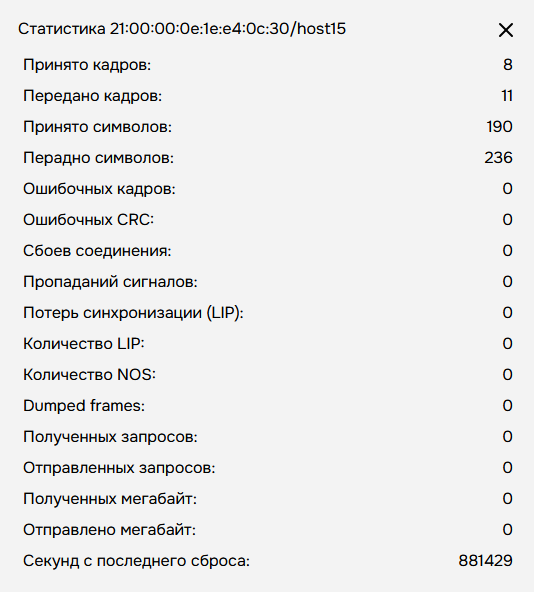 Статистика 21:00:00:0e:1e:e4:0c:30/host15
Принято кадров: 8
Передано кадров: 11
Принято символов: 190
Перадно символов: 236
Ошибочных кадров: 0
Ошибочных CRC: 0
Сбоев соединения: 0
Пропаданий сигналов: 0
Потерь синхронизации (LIP): 0
Количество LIP: 0
Количество NOS: 0
Dumped frames: 0
Полученных запросов: 0
Отправленных запросов: 0
Полученных мегабайт: 0
Отправлено мегабайт: 0
Секунд с последнего сброса: 881429